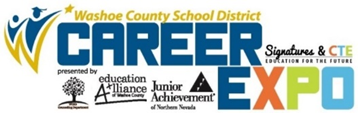 Washoe County School District
CAREER
EXPO
Signatures & CTE
EDUCATION FOR THE FUTURE
presented by
education
Alliance
of Washoe County
Junior
Achievement®
of Northern Nevada